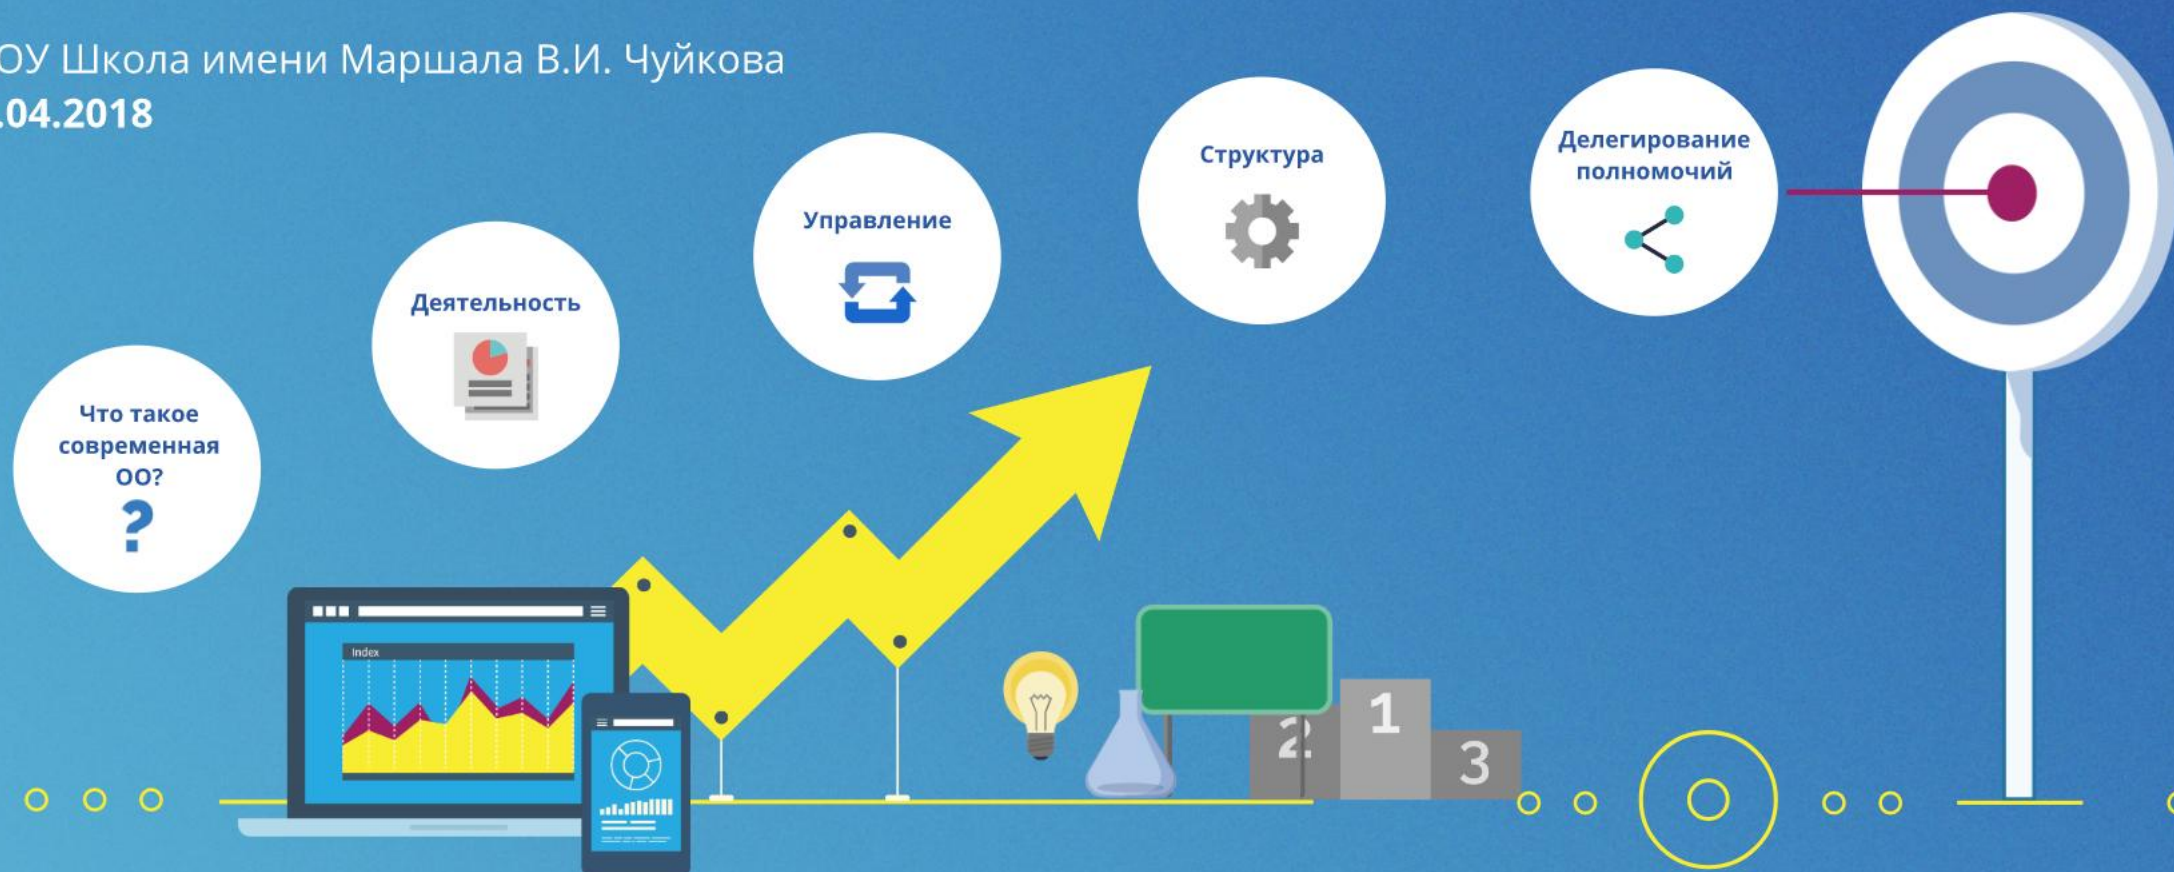 ОУ Школа имени Маршала В.И. Чуйкова
.04.2018
Что такое
современная
ОО?
?
Деятельность
Управление
Структура
Делегирование
полномочий
Index
2
1
3